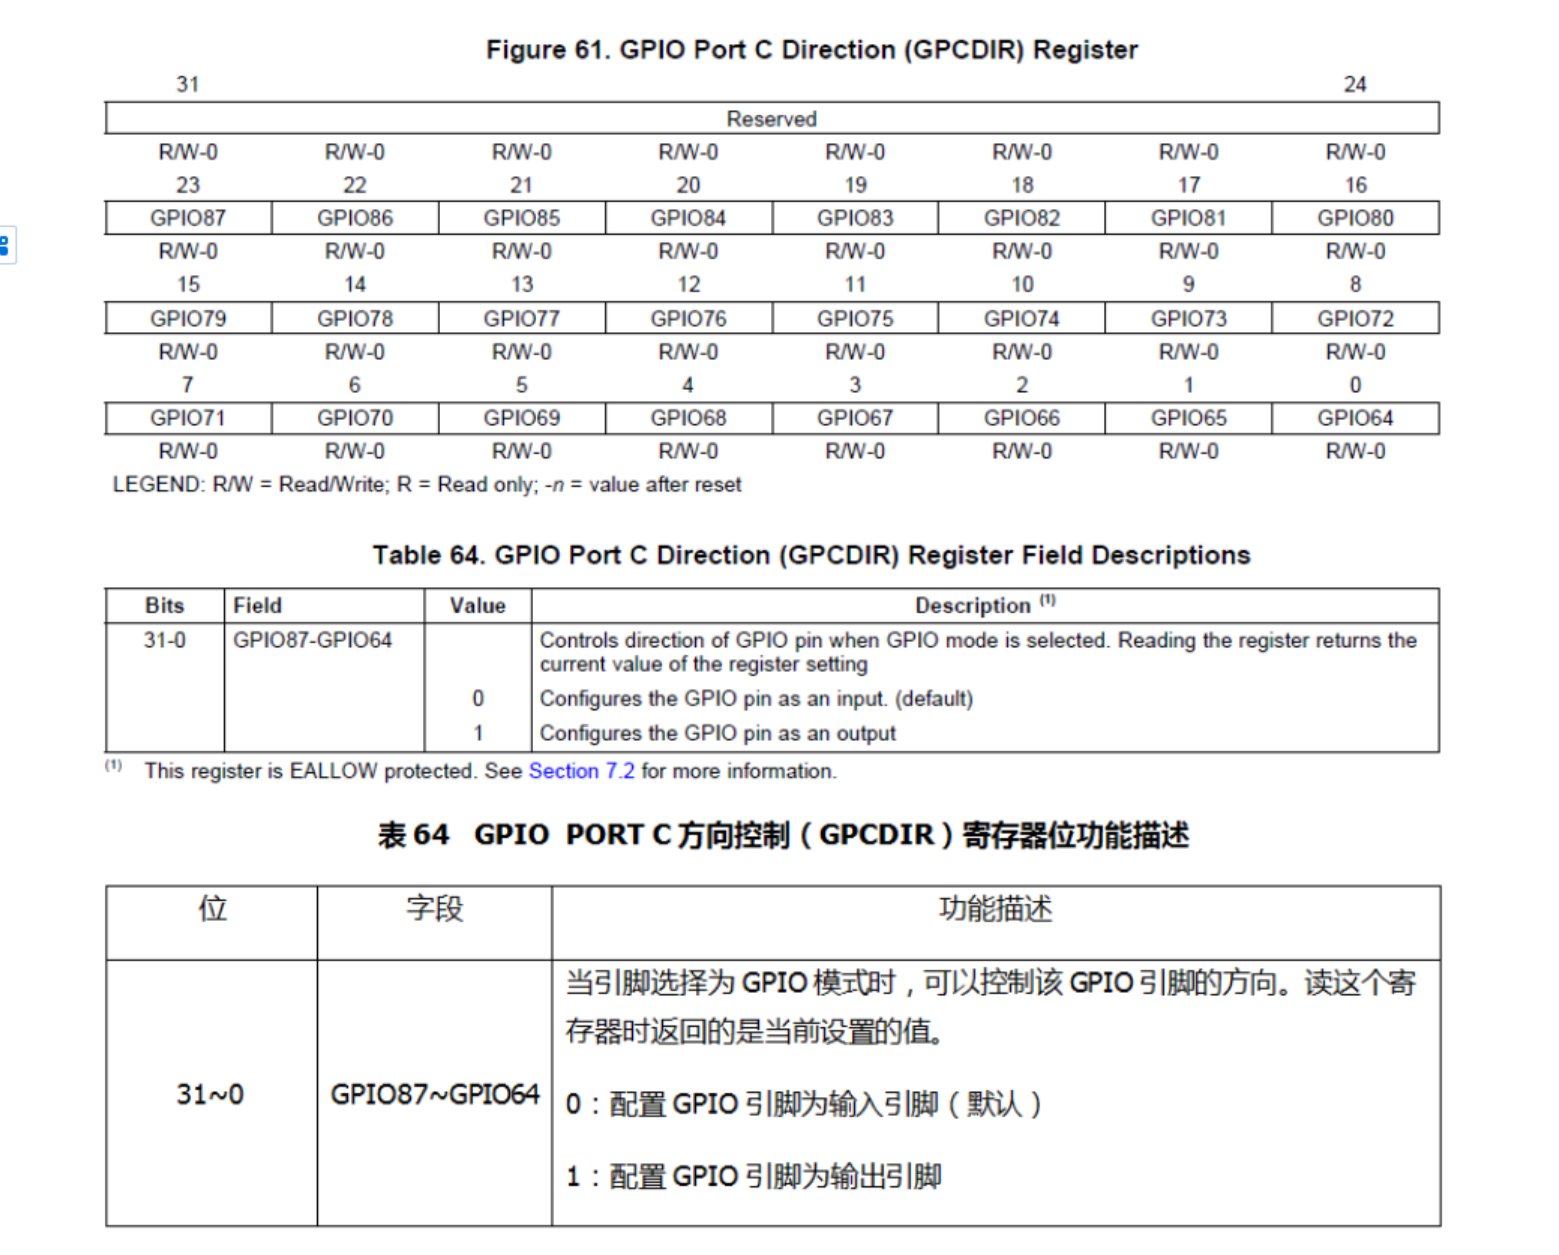 Figure 61. GPIO Port C Direction (GPCDIR) Register
31 24
Reserved
R/W-0 R/W-0 R/W-0 R/W-0 R/W-0 R/W-0 R/W-0 R/W-0
23 22 21 20 19 18 17 16
GPIO87 GPIO86 GPIO85 GPIO84 GPIO83 GPIO82 GPIO81 GPIO80
R/W-0 R/W-0 R/W-0 R/W-0 R/W-0 R/W-0 R/W-0 R/W-0
15 14 13 12 11 10 9 8
GPIO79 GPIO78 GPIO77 GPIO76 GPIO75 GPIO74 GPIO73 GPIO72
R/W-0 R/W-0 R/W-0 R/W-0 R/W-0 R/W-0 R/W-0 R/W-0
7 6 5 4 3 2 1 0
GPIO71 GPIO70 GPIO69 GPIO68 GPIO67 GPIO66 GPIO65 GPIO64
R/W-0 R/W-0 R/W-0 R/W-0 R/W-0 R/W-0 R/W-0 R/W-0
LEGEND: R/W = Read/Write; R = Read only; -n = value after reset
Table 64. GPIO Port C Direction (GPCDIR) Register Field Descriptions
Bits Field Value Description (1)
31-0 GPIO87-GPIO64 Controls direction of GPIO pin when GPIO mode is selected. Reading the register returns the
current value of the register setting
0 Configures the GPIO pin as an input. (default)
1 Configures the GPIO pin as an output
(1) This register is EALLOW protected. See Section 7.2 for more information.
表 64 GPIO PORT C 方向控制（GPCDIR）寄存器位功能描述
位 字段 功能描述
当引脚选择为 GPIO 模式时，可以控制该 GPIO 引脚的方向。读这个寄
存器时返回的是当前设置的值。
31~0 GPIO87~GPIO64 0：配置 GPIO 引脚为输入引脚（默认）
1：配置 GPIO 引脚为输出引脚